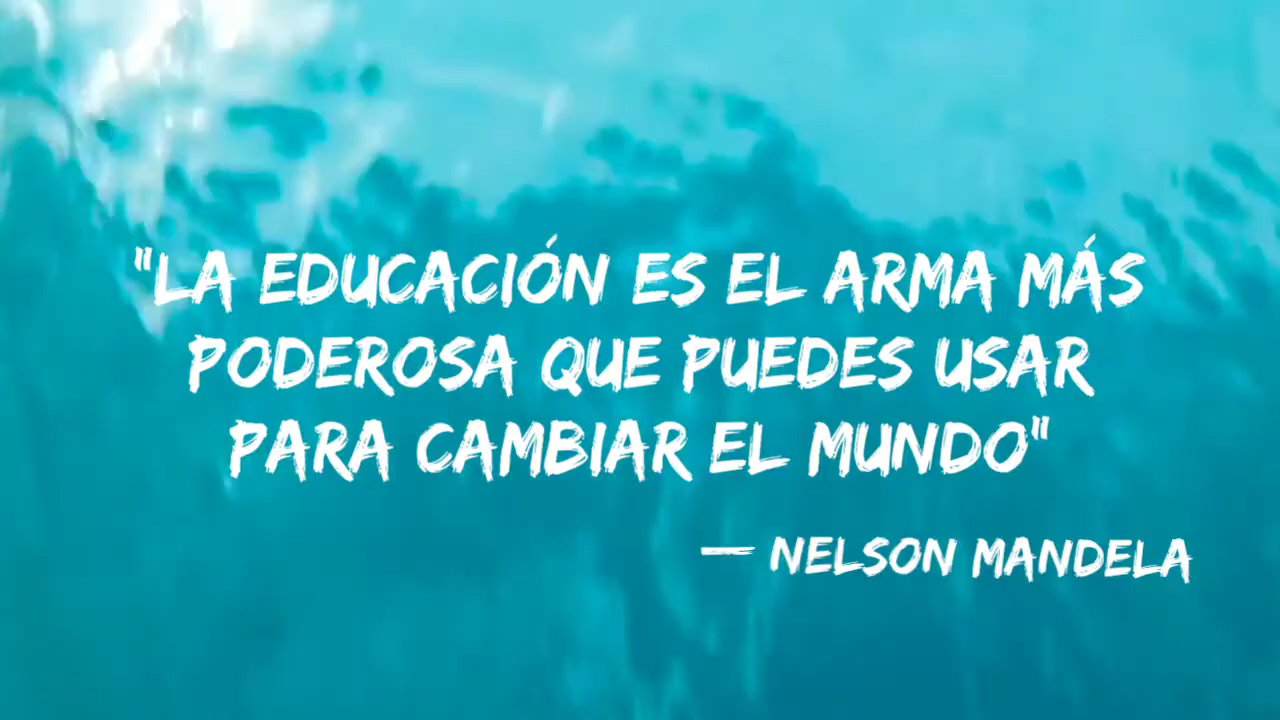 "LA EDUCACIÓN ES EL ARMA MÁS
PODEROSA QUE PUEDES USAR
PARA CAMBIAR EL MUNDO"
— NELSON MANDELA